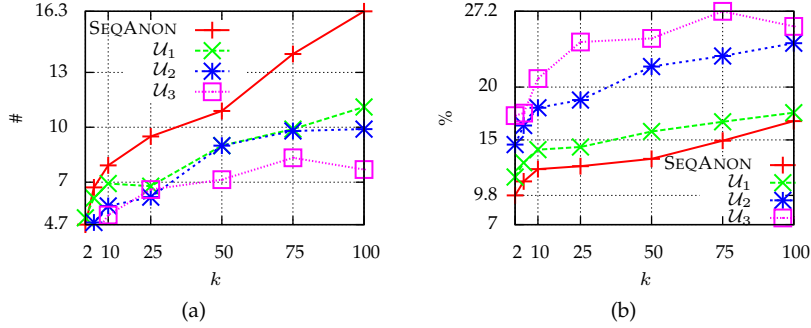 16.3
13
10
7
4.7
#
SEQANON
𝒰1
𝒰2
𝒰3
2 10 25 50 75 100
k
(a)
27.2
20
15
9.8
7
%
SEQANON
𝒰1
𝒰2
𝒰3
2 10 25 50 75 100
k
(b)